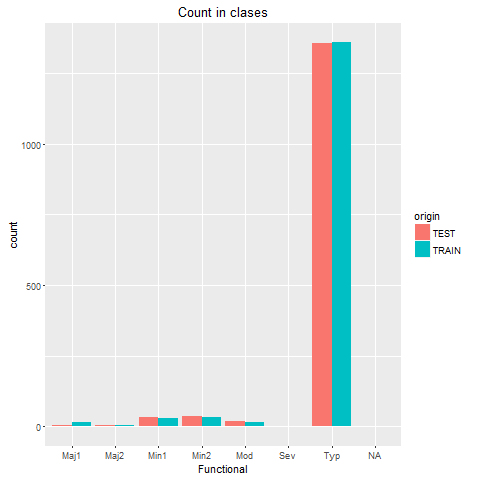 Count in clases
1000
500
0
count
Maj1 Maj2 Min1 Min2 Mod Sev Typ NA
Functional
origin
TEST
TRAIN